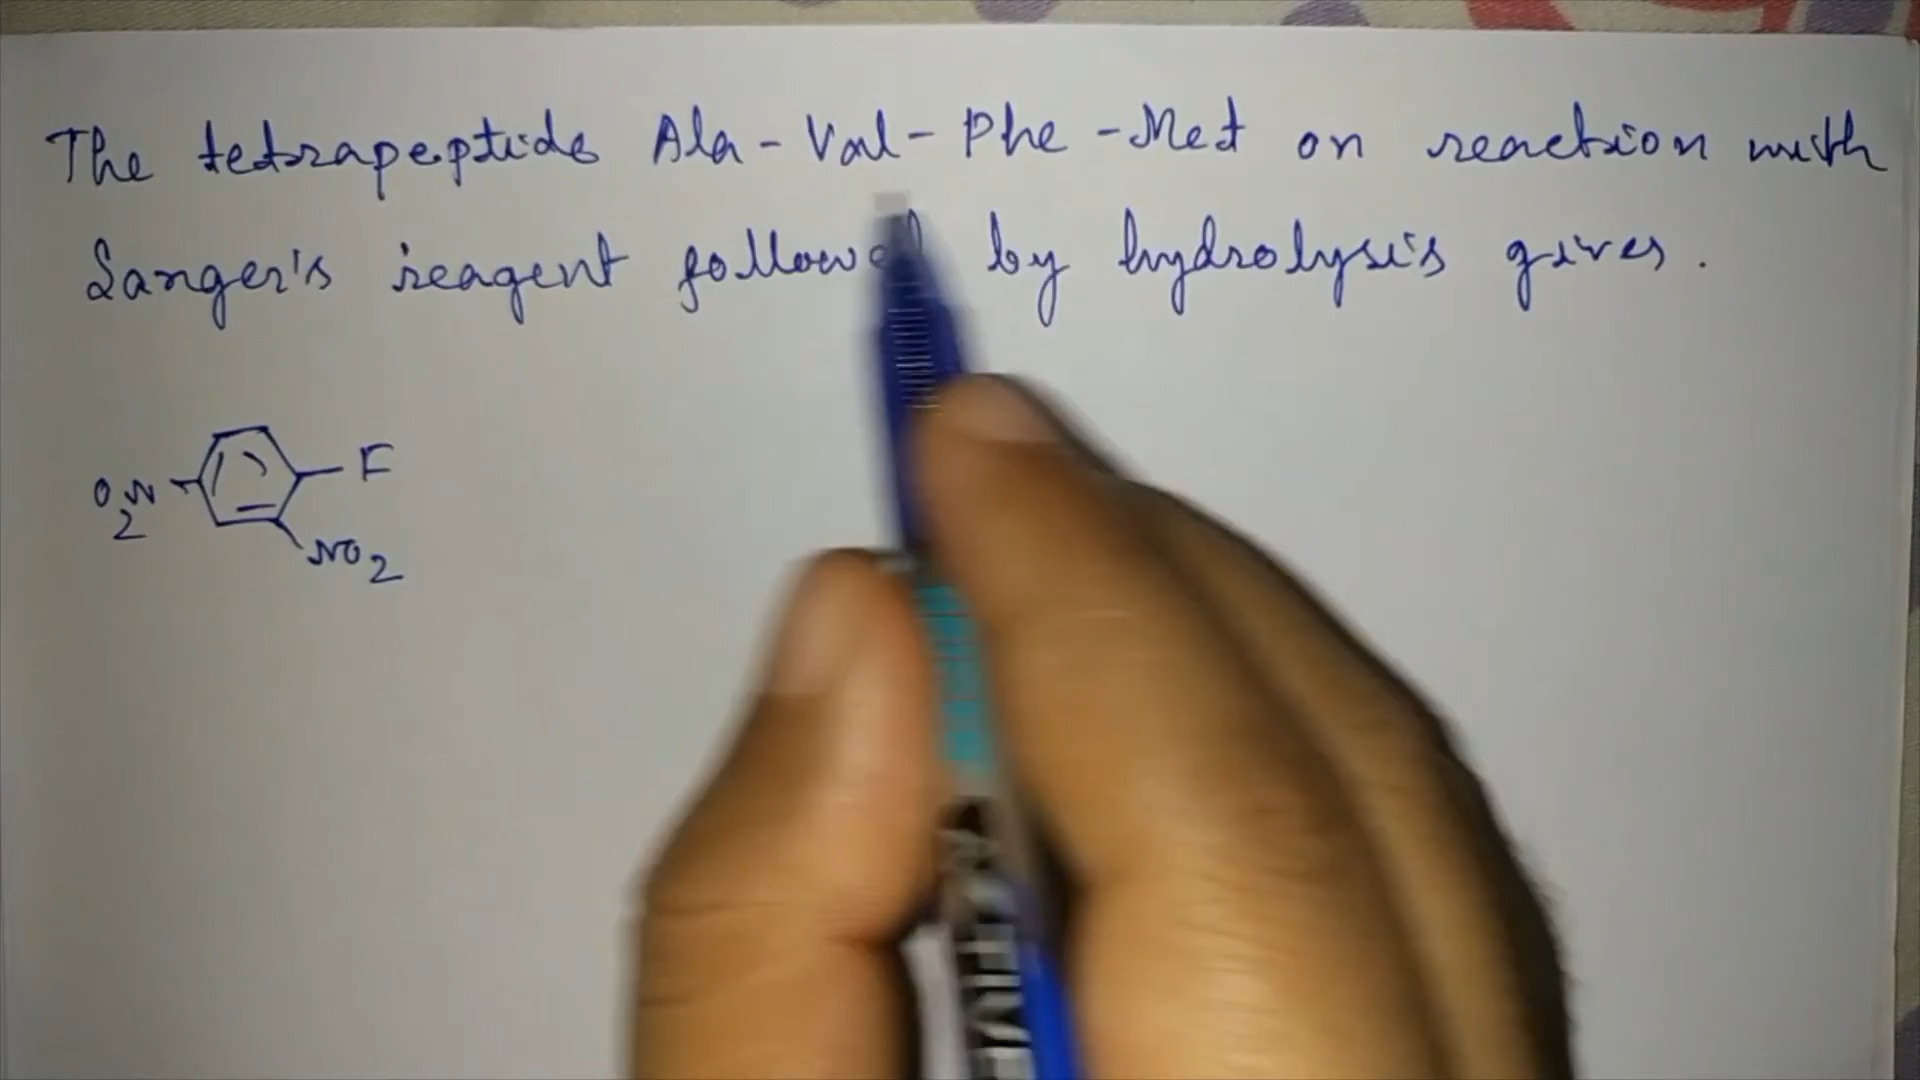 The tetrapeptide Ala-Val-Phe-Met on reaction with
Sanger's reagent followed by hydrolysis gives.
F
O2N
NO2